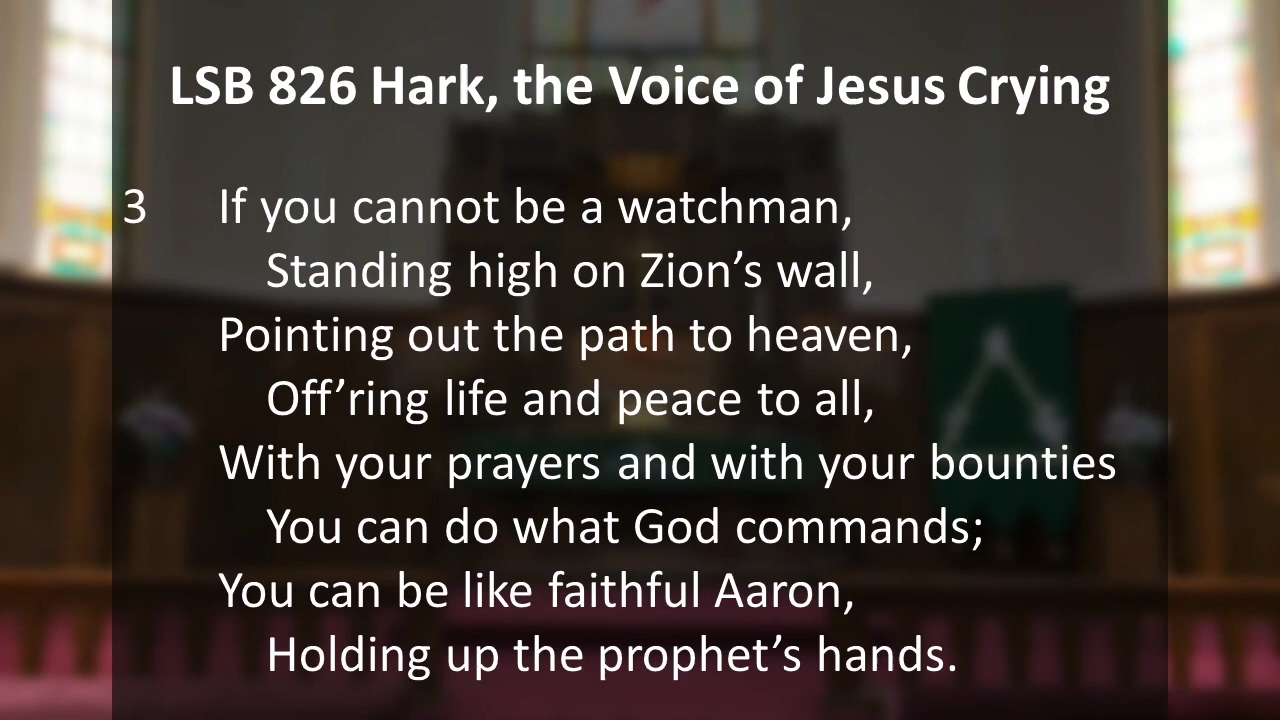 LSB 826 Hark, the Voice of Jesus Crying
3 If you cannot be a watchman,
Standing high on Zion’s wall,
Pointing out the path to heaven,
Off’ring life and peace to all,
With your prayers and with your bounties
You can do what God commands;
You can be like faithful Aaron,
Holding up the prophet’s hands.